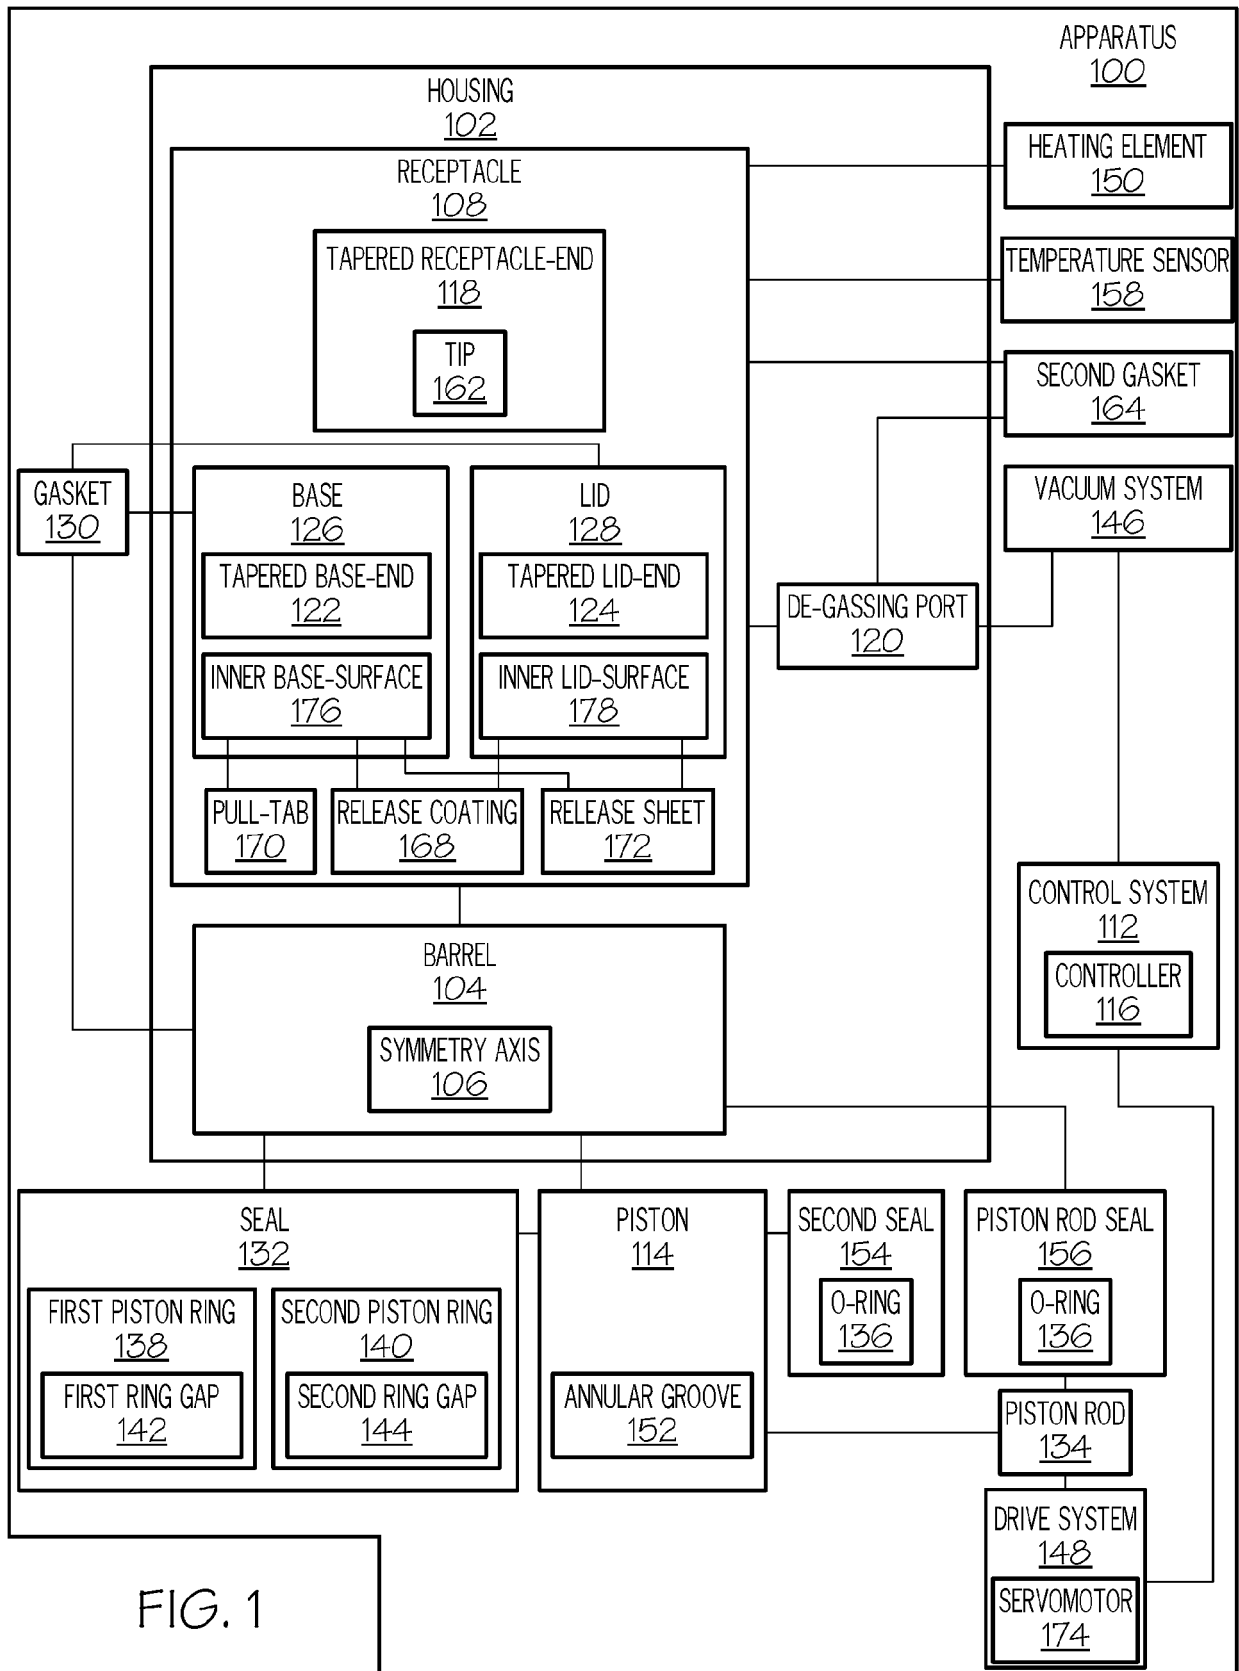 APPARATUS
100
HOUSING
102
HEATING ELEMENT
150
RECEPTACLE
108
TAPERED RECEPTACLE-END
118
TEMPERATURE SENSOR
158
TIP
162
SECOND GASKET
164
GASKET
130
BASE
126
LID
128
VACUUM SYSTEM
146
TAPERED BASE-END
122
TAPERED LID-END
124
DE-GASSING PORT
120
INNER BASE-SURFACE
176
INNER LID-SURFACE
178
PULL-TAB
170
RELEASE COATING
168
RELEASE SHEET
172
CONTROL SYSTEM
112
CONTROLLER
116
BARREL
104
SYMMETRY AXIS
106
SEAL
132
PISTON
114
SECOND SEAL
154
PISTON ROD SEAL
156
FIRST PISTON RING
138
SECOND PISTON RING
140
O-RING
136
O-RING
136
FIRST RING GAP
142
SECOND RING GAP
144
ANNULAR GROOVE
152
PISTON ROD
134
DRIVE SYSTEM
148
SERVOMOTOR
174
FIG. 1